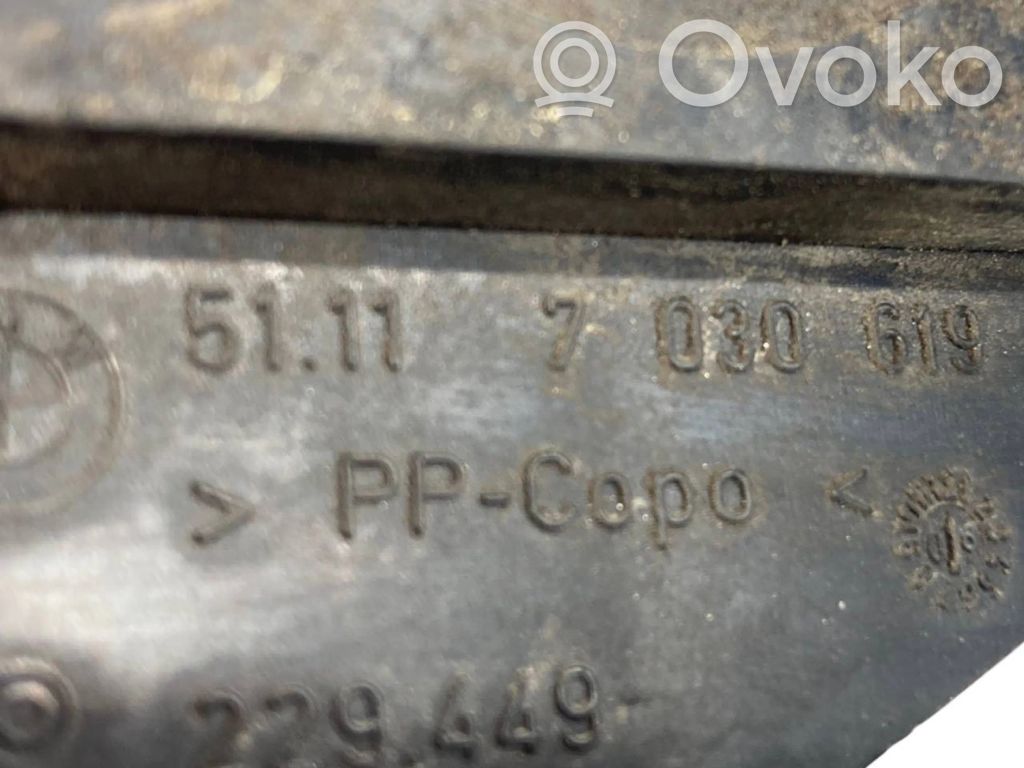 Ovoko
51.11 7 030 619
> PP-Copo <
229.449